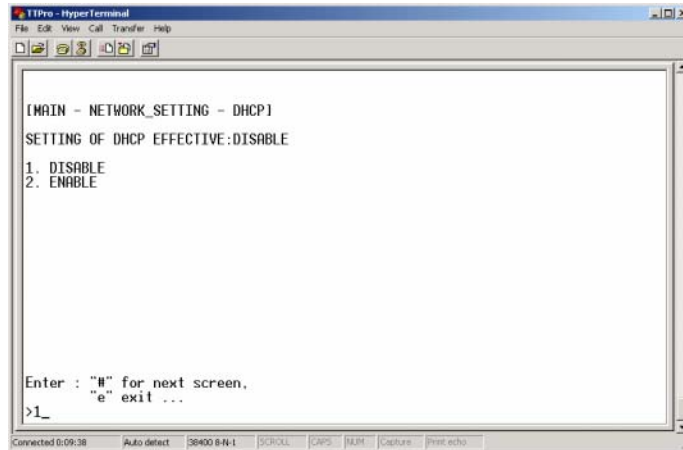 TTPro - HyperTerminal
File Edit View Call Transfer Help
[MAIN - NETWORK_SETTING - DHCP]
SETTING OF DHCP EFFECTIVE:DISABLE
1. DISABLE
2. ENABLE
Enter : "#" for next screen,
"e" exit ...
>1_
Connected 0:09:38 Auto detect 38400 8-N-1 SCROLL CAPS NUM Capture Print echo